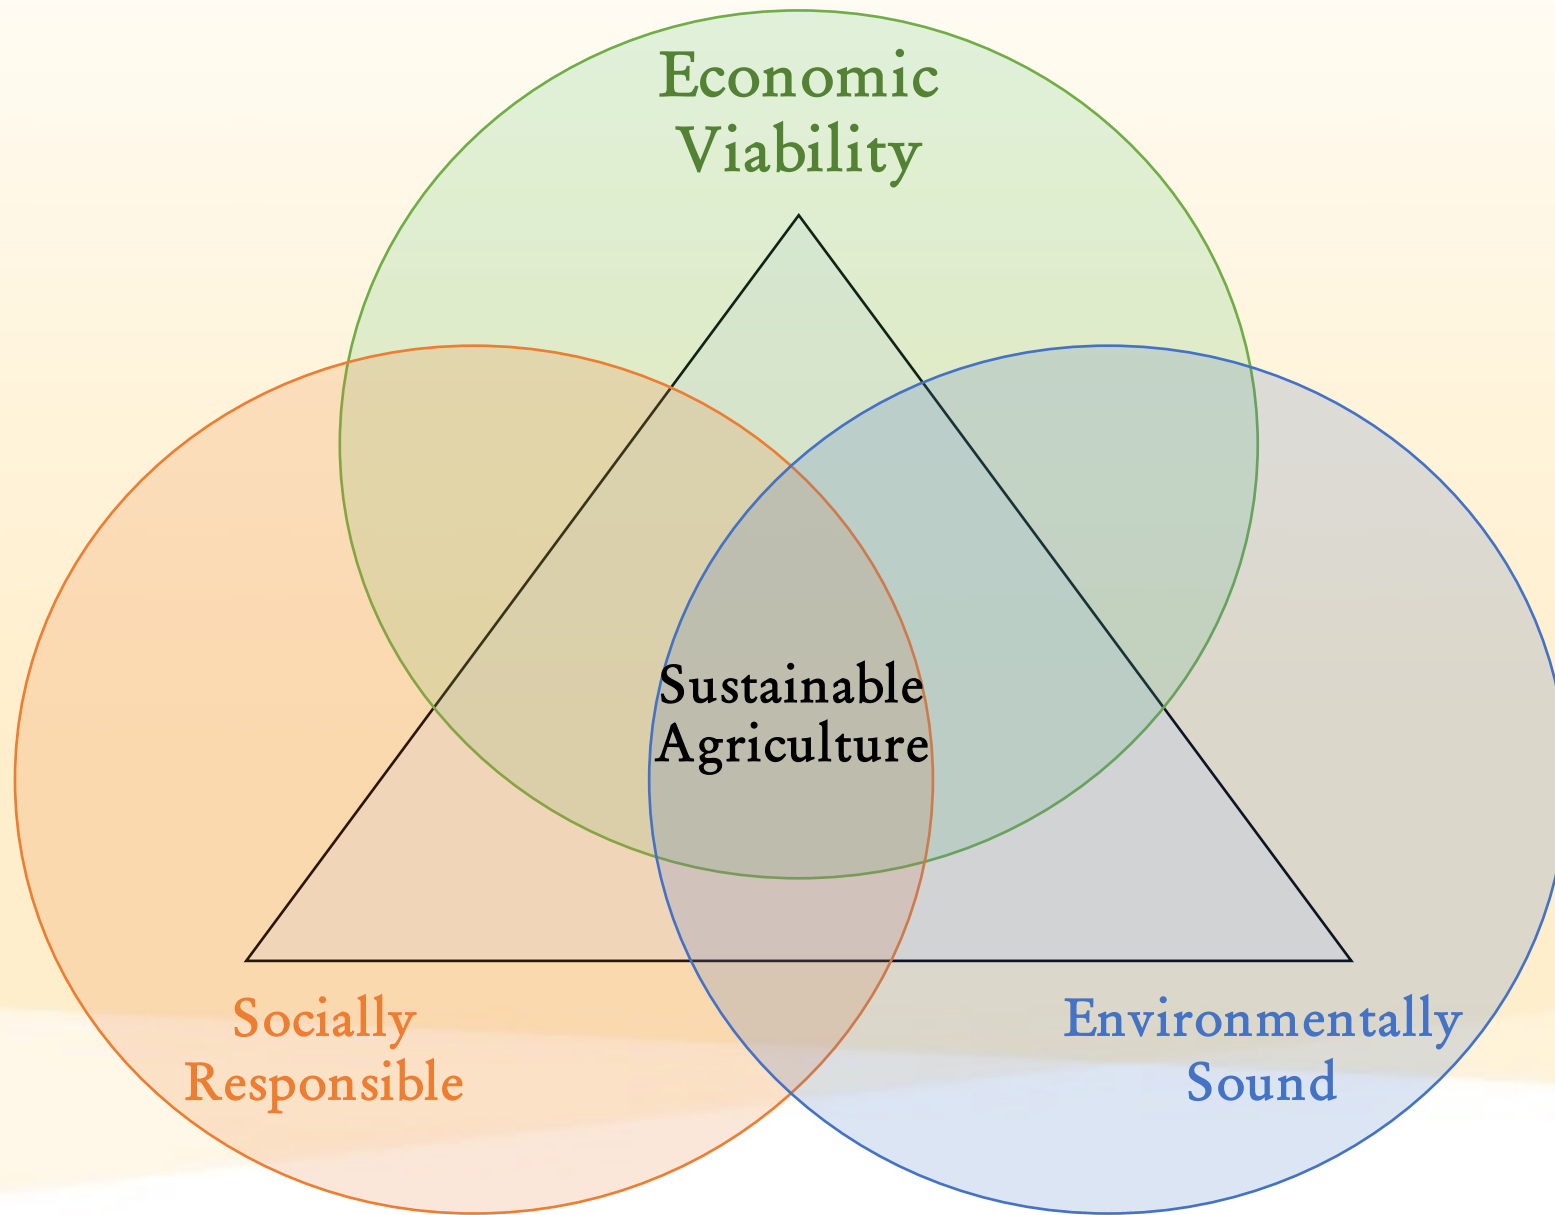 Economic
Viability
Sustainable
Agriculture
Socially
Responsible
Environmentally
Sound